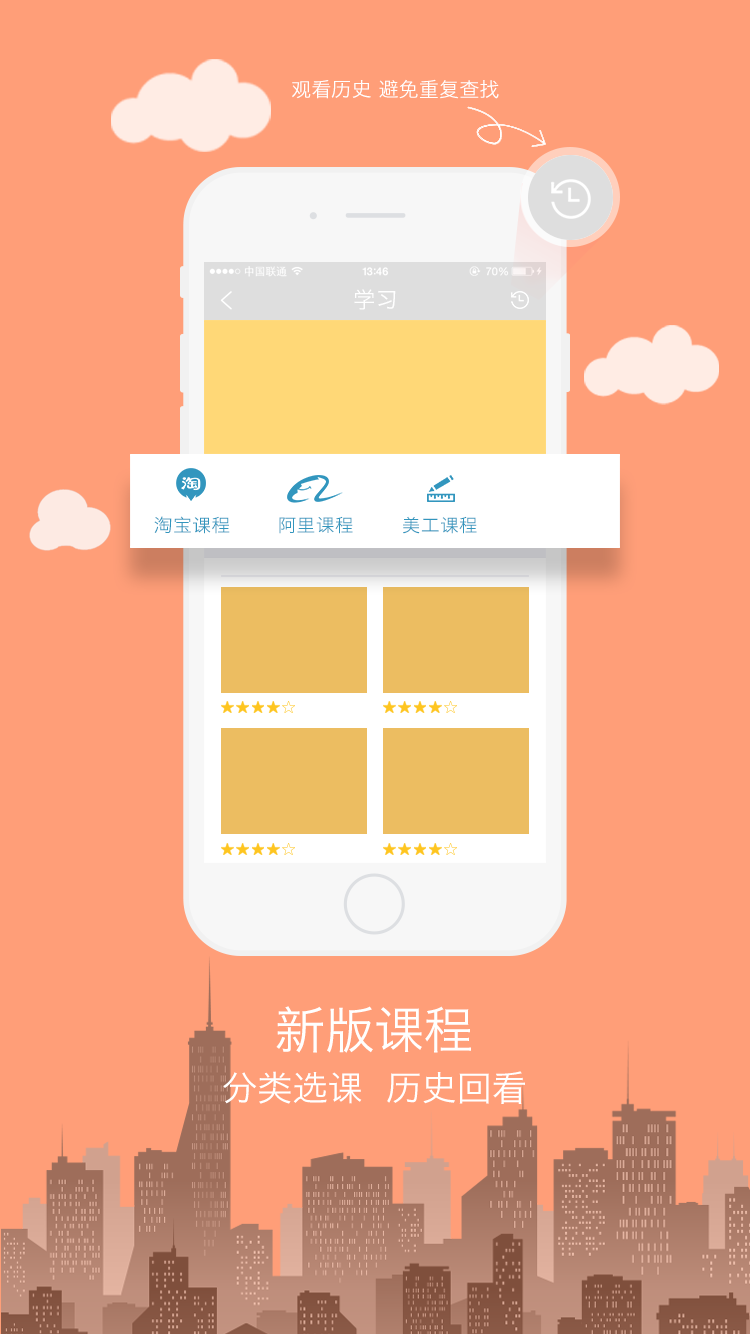 观看历史 避免重复查找
中国联通 13:46 70%
学习
淘
淘宝课程 阿里课程 美工课程
新版课程
分类选课 历史回看